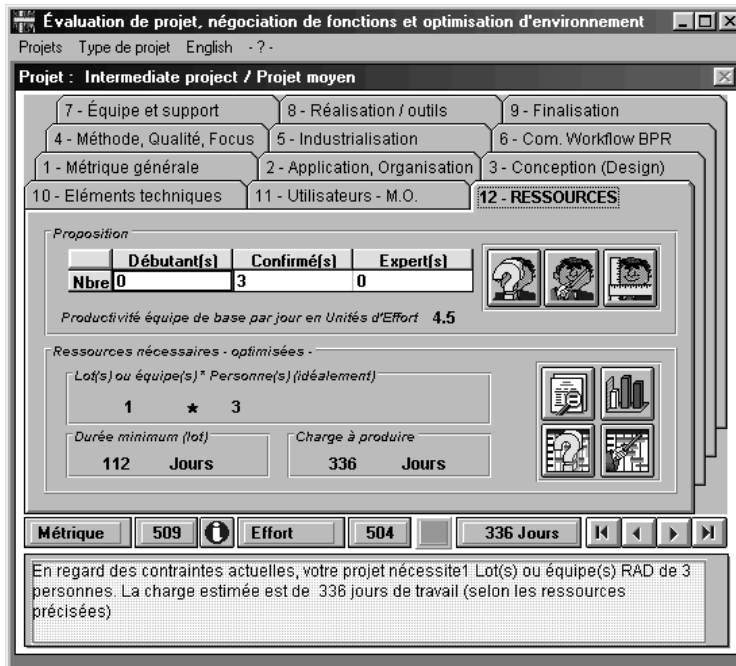 Évaluation de projet, négociation de fonctions et optimisation d'environnement
Projets Type de projet English - ? -
Projet : Intermediate project / Projet moyen
7 - Équipe et support 8 - Réalisation / outils 9 - Finalisation
4 - Méthode, Qualité, Focus 5 - Industrialisation 6 - Com. Workflow BPR
1 - Métrique générale 2 - Application, Organisation 3 - Conception (Design)
10 - Eléments techniques 11 - Utilisateurs - M.O. 12 - RESSOURCES
Proposition
Débutant(s) Confirmé(s) Expert(s)
Nbre 0 3 0
Productivité équipe de base par jour en Unités d'Effort 4.5
Ressources nécessaires - optimisées -
Lot(s) ou équipe(s) * Personne(s) (idéalement)
1 * 3
Durée minimum (lot) Charge à produire
112 Jours 336 Jours
Métrique 509 Effort 504 336 Jours
En regard des contraintes actuelles, votre projet nécessite1 Lot(s) ou équipe(s) RAD de 3
personnes. La charge estimée est de 336 jours de travail (selon les ressources
précisées)